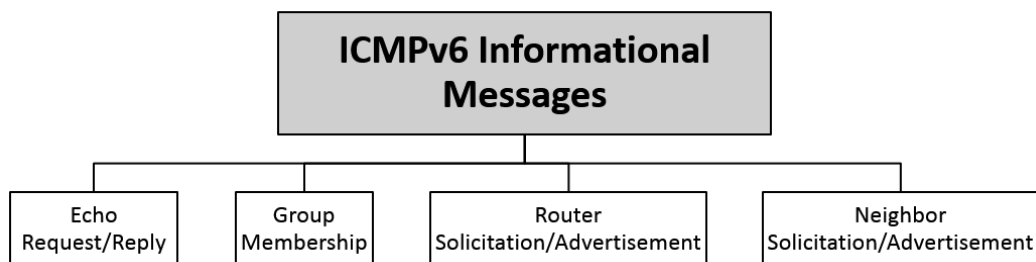 ICMPv6 Informational
Messages
Echo
Request/Reply
Group
Membership
Router
Solicitation/Advertisement
Neighbor
Solicitation/Advertisement